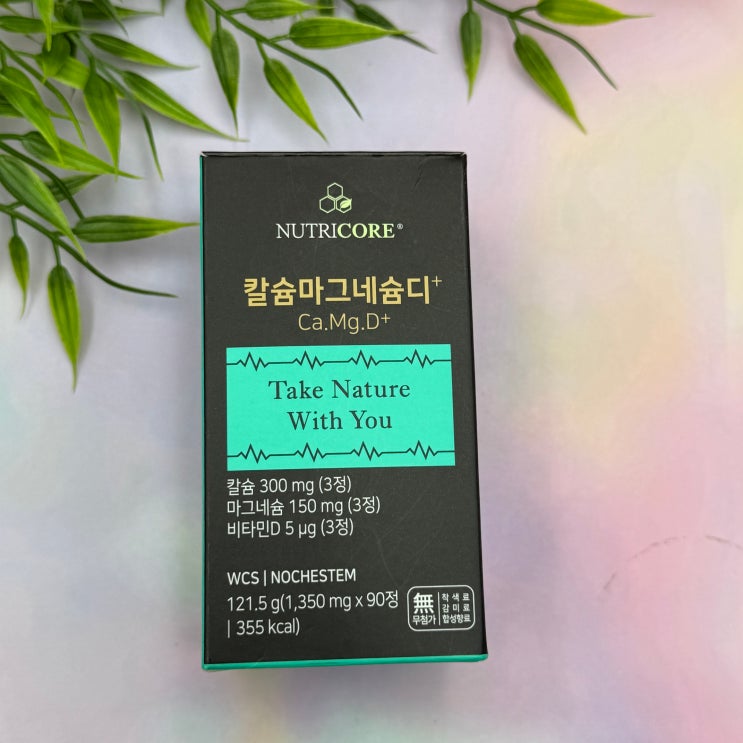 NUTRICORE®
칼슘마그네슘디+
Ca.Mg.D+
Take Nature
With You
칼슘 300 mg (3정)
마그네슘 150 mg (3정)
비타민D 5 µg (3정)
WCS | NOCHESTEM
121.5 g(1,350 mg x 90정
| 355 kcal)
無
무첨가
착색료
감미료
합성향료